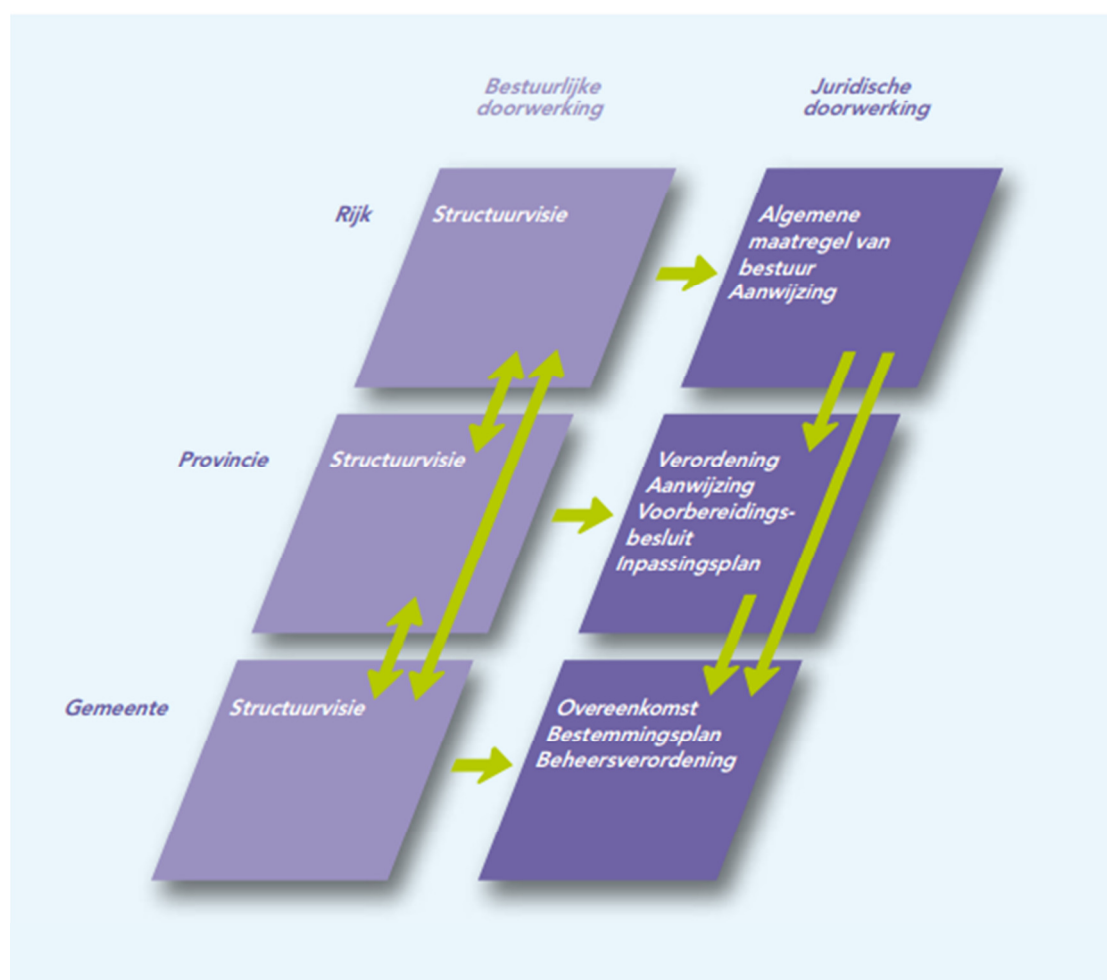 Bestuurlijke
doorwerking
Juridische
doorwerking
Rijk
Structuurvisie
Algemene
maatregel van
bestuur
Aanwijzing
Provincie
Structuurvisie
Verordening
Aanwijzing
Voorbereidings-
besluit
Inpassingsplan
Gemeente
Structuurvisie
Overeenkomst
Bestemmingsplan
Beheersverordening